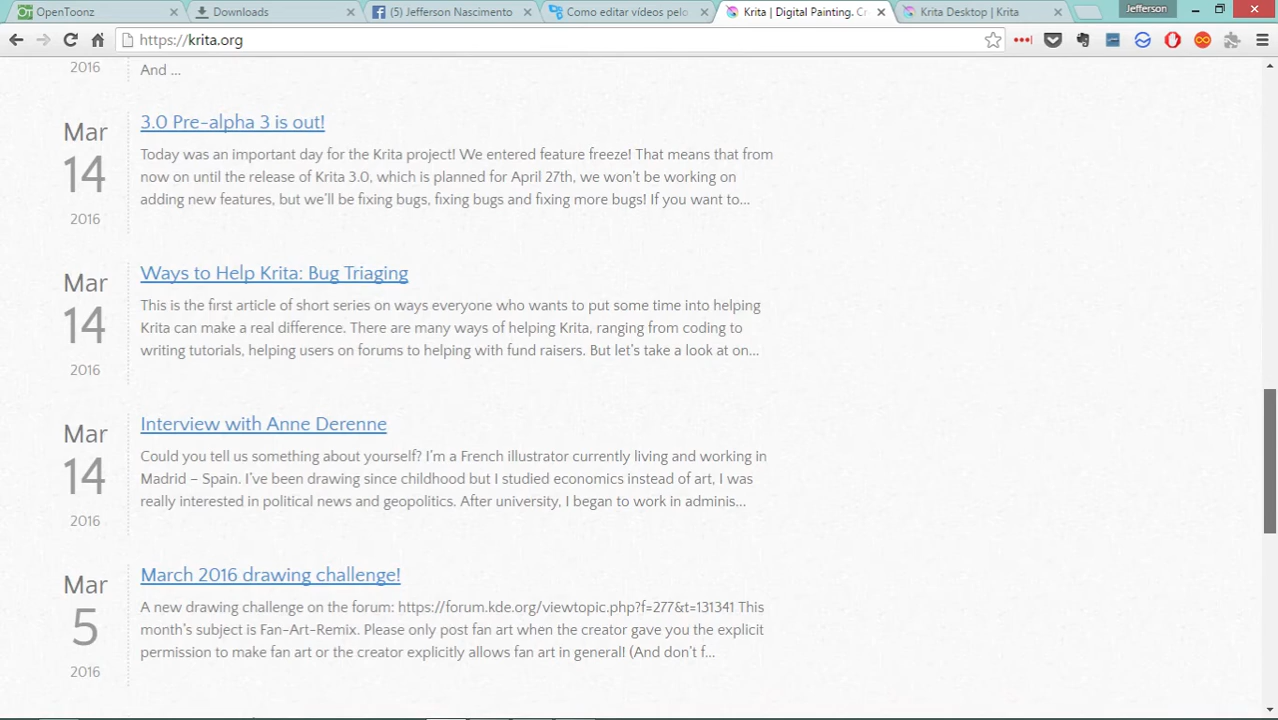 OpenToonz
Downloads
(5) Jefferson Nascimento
Como editar vídeos pelo
Krita | Digital Painting. Cr
Krita Desktop | Krita
Jefferson
https://krita.org
2016
And ...
Mar
14
2016
3.0 Pre-alpha 3 is out!
Today was an important day for the Krita project! We entered feature freeze! That means that from
now on until the release of Krita 3.0, which is planned for April 27th, we won't be working on
adding new features, but we'll be fixing bugs, fixing bugs and fixing more bugs! If you want to...
Mar
14
2016
Ways to Help Krita: Bug Triaging
This is the first article of short series on ways everyone who wants to put some time into helping
Krita can make a real difference. There are many ways of helping Krita, ranging from coding to
writing tutorials, helping users on forums to helping with fund raisers. But let's take a look at on...
Mar
14
2016
Interview with Anne Derenne
Could you tell us something about yourself? I'm a French illustrator currently living and working in
Madrid – Spain. I've been drawing since childhood but I studied economics instead of art, I was
really interested in political news and geopolitics. After university, I began to work in adminis...
Mar
5
2016
March 2016 drawing challenge!
A new drawing challenge on the forum: https://forum.kde.org/viewtopic.php?f=277&t=131341 This
month's subject is Fan-Art-Remix. Please only post fan art when the creator gave you the explicit
permission to make fan art or the creator explicitly allows fan art in general! (And don't f...